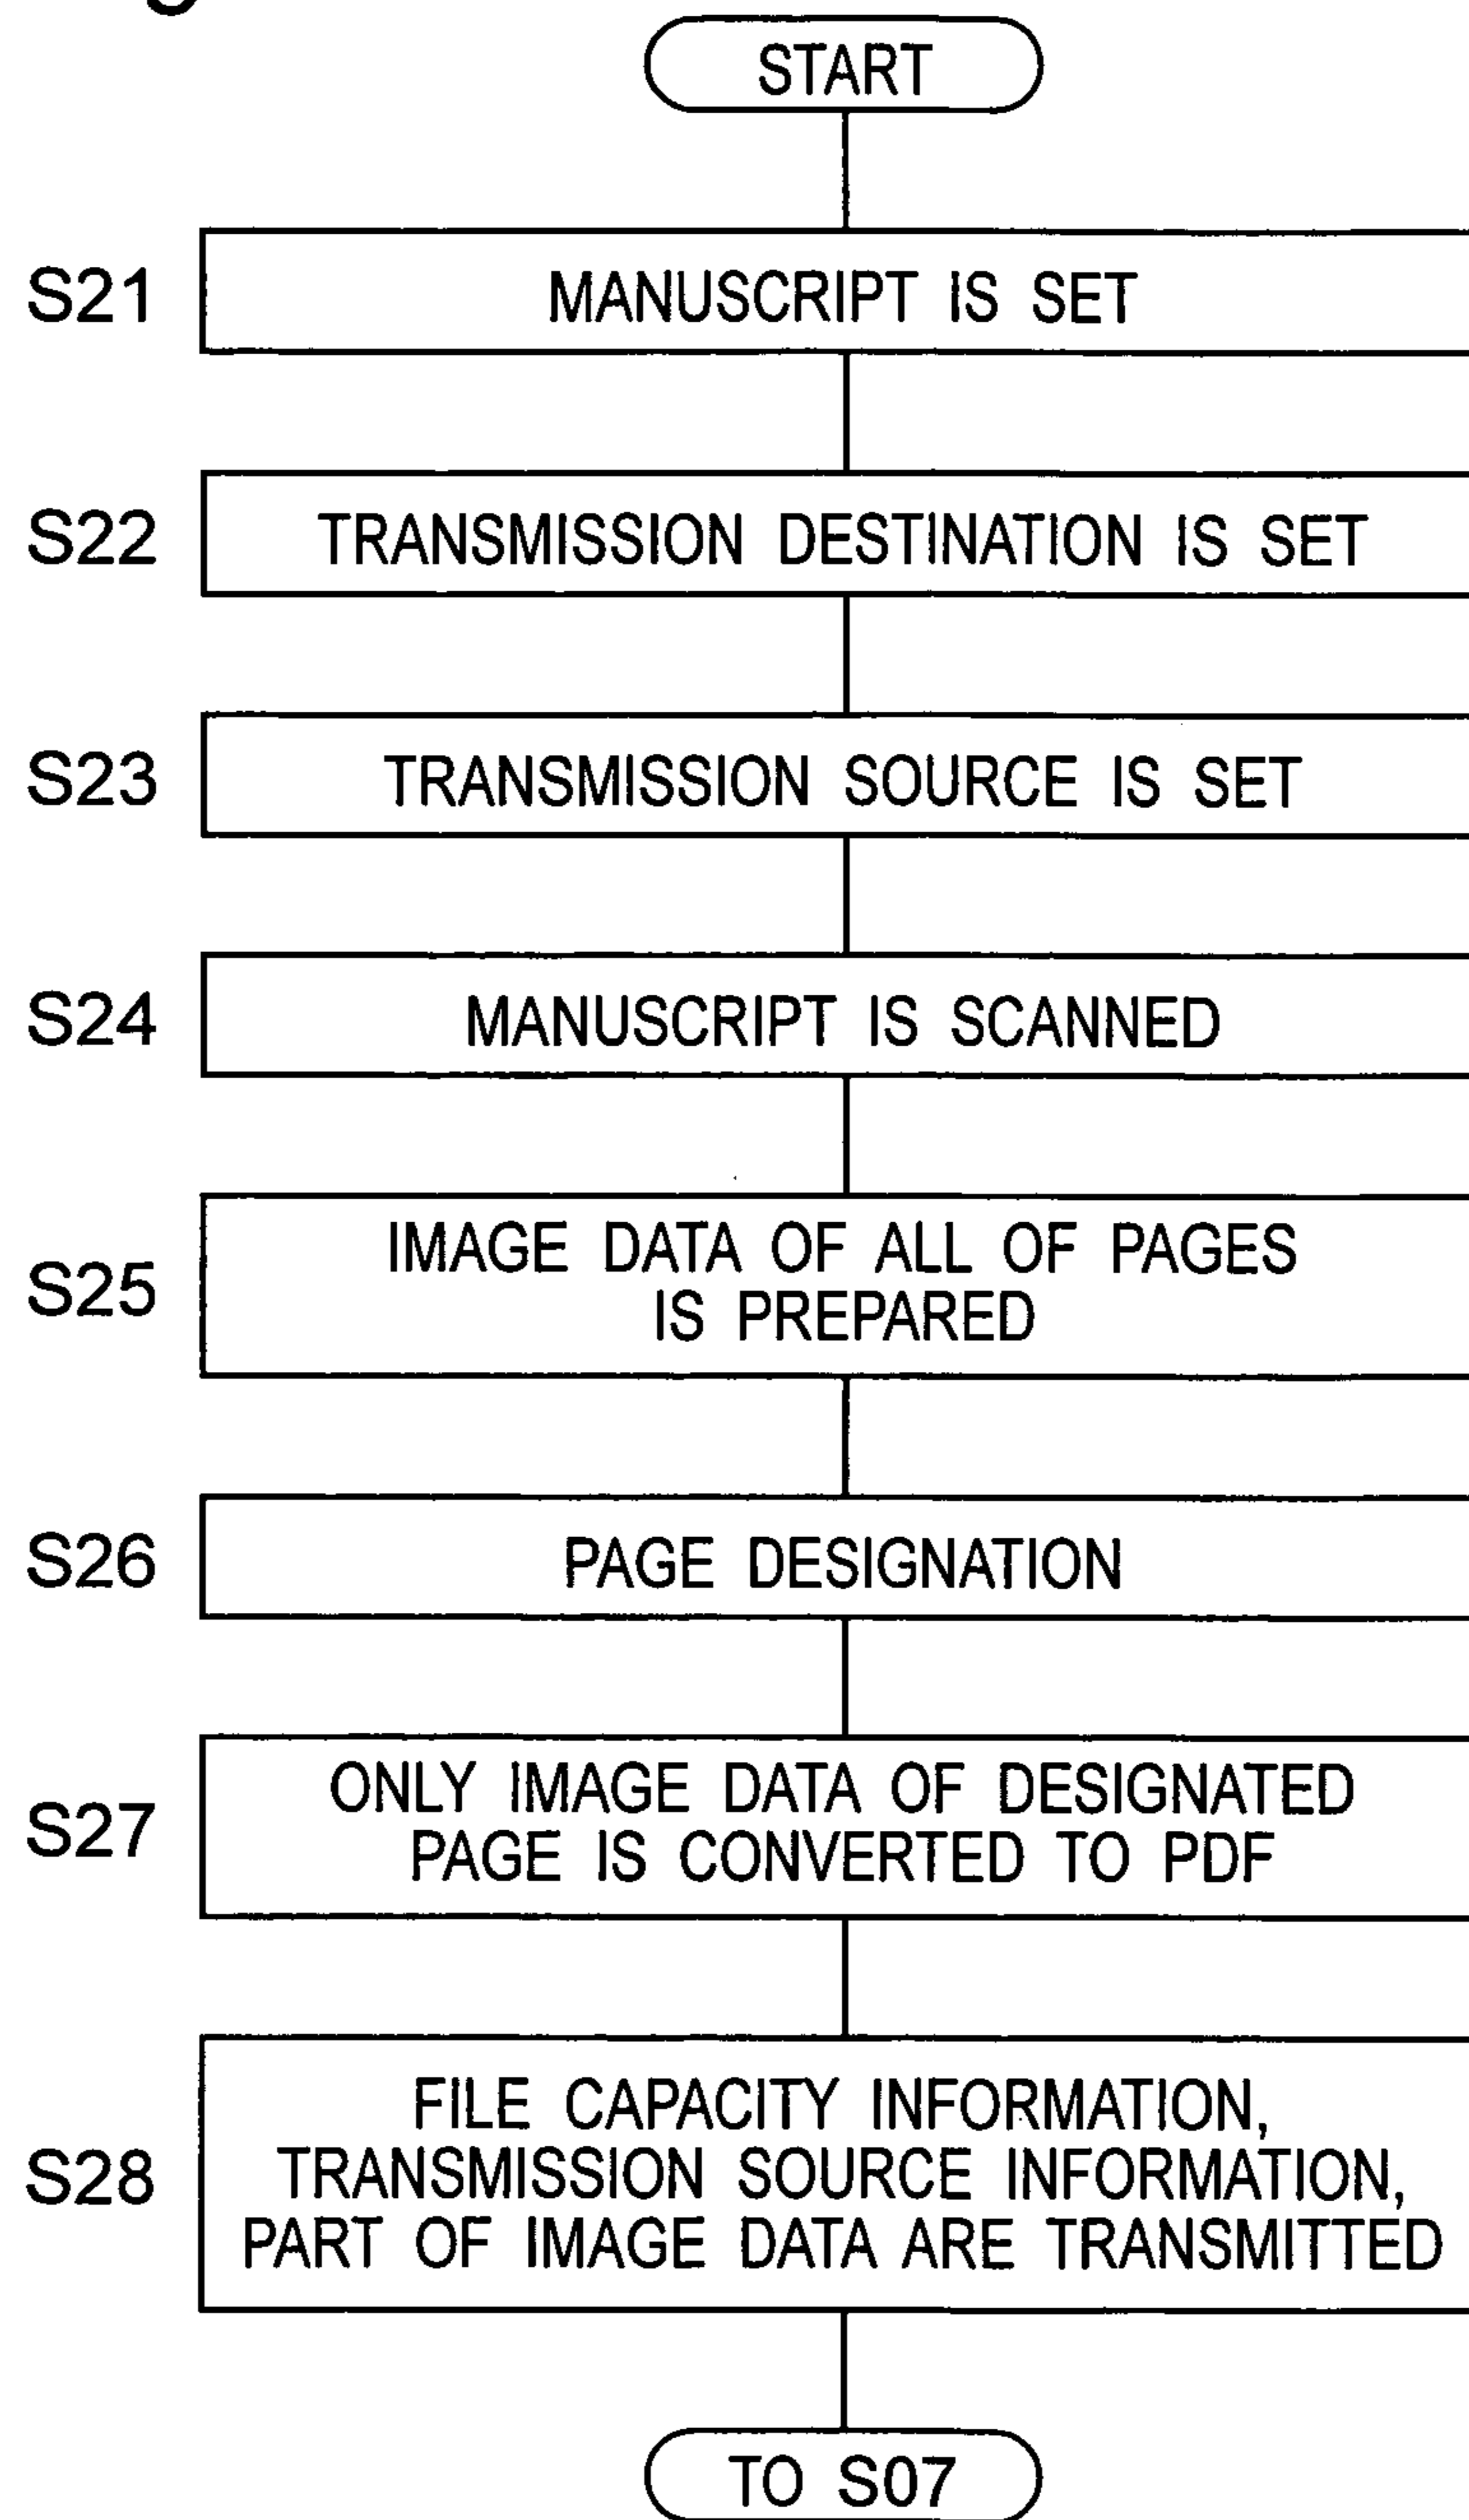 START
S21 MANUSCRIPT IS SET
S22 TRANSMISSION DESTINATION IS SET
S23 TRANSMISSION SOURCE IS SET
S24 MANUSCRIPT IS SCANNED
S25 IMAGE DATA OF ALL OF PAGES
IS PREPARED
S26 PAGE DESIGNATION
S27 ONLY IMAGE DATA OF DESIGNATED
PAGE IS CONVERTED TO PDF
S28 FILE CAPACITY INFORMATION,
TRANSMISSION SOURCE INFORMATION,
PART OF IMAGE DATA ARE TRANSMITTED
TO S07